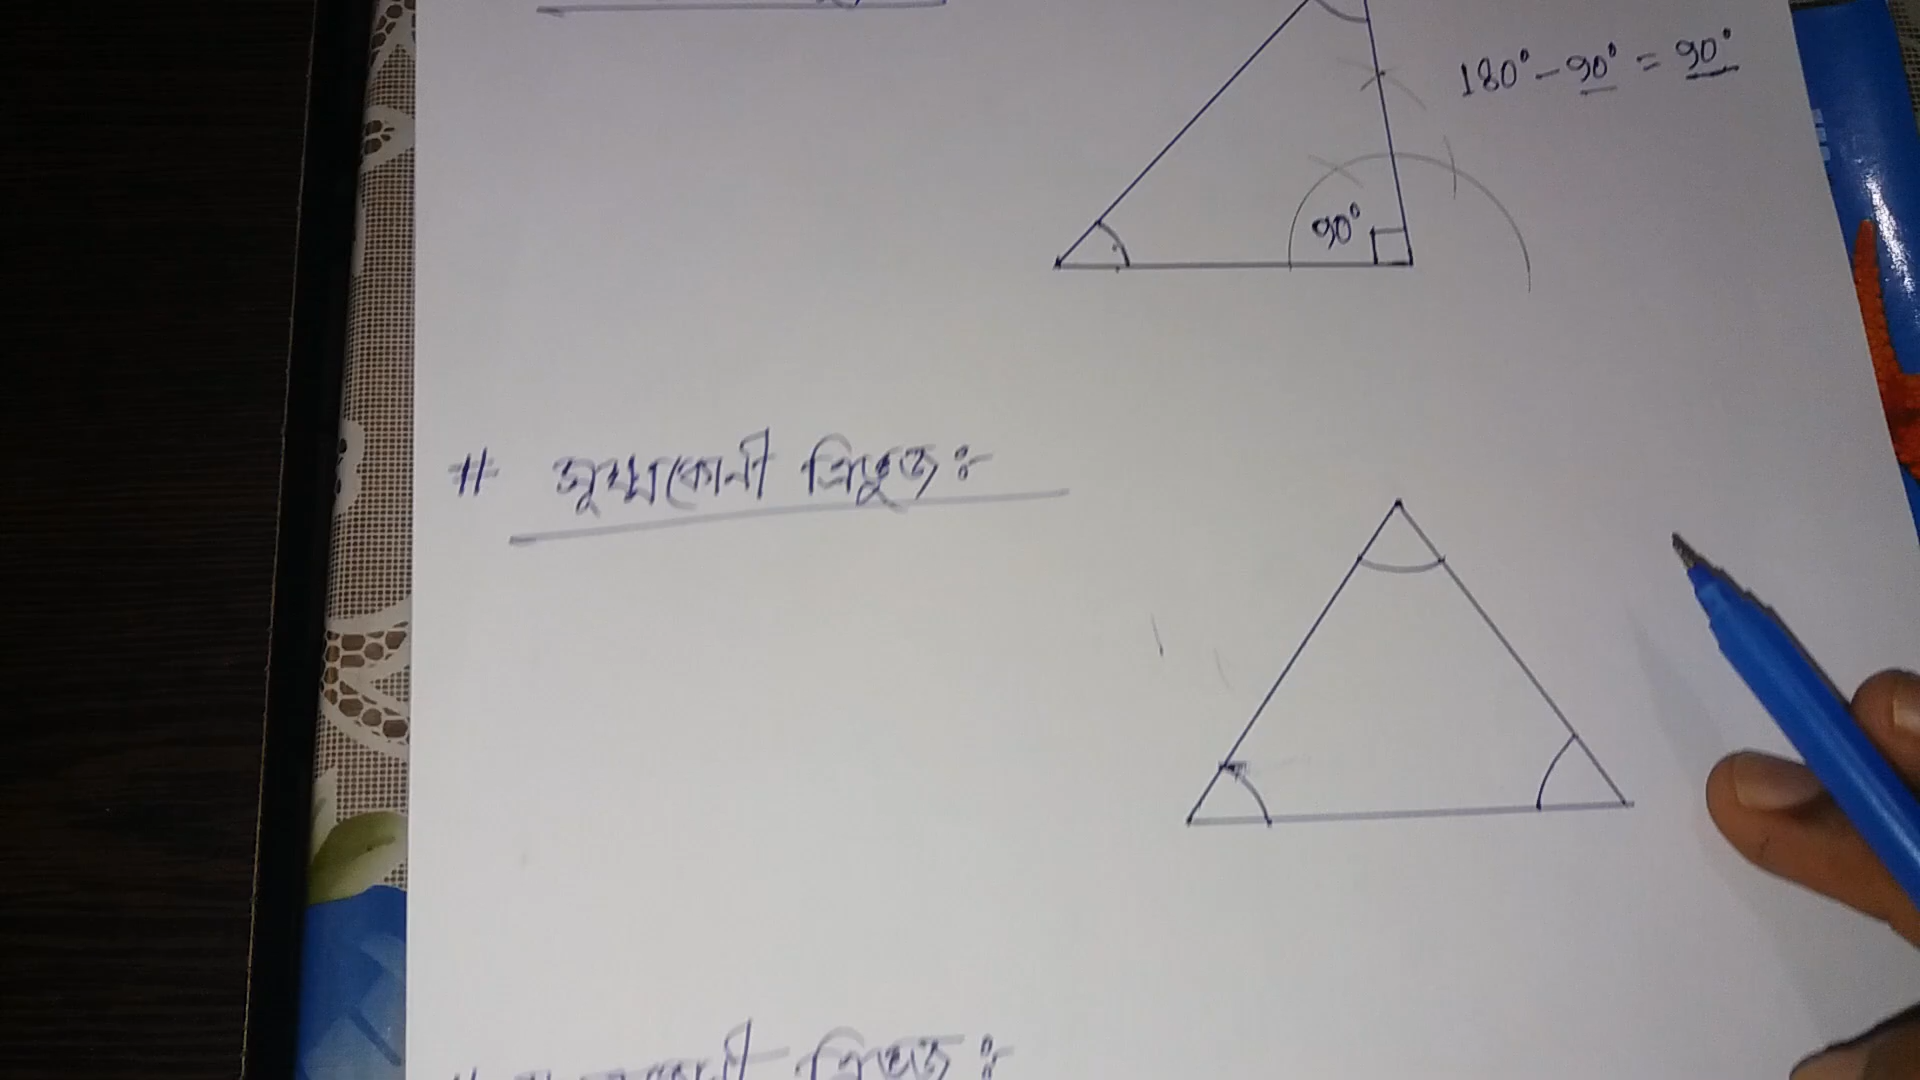 180° - 90° = 90°
90°
# সূক্ষ্মকোনী ত্রিভুজ :-
ত্রিভুজ :-